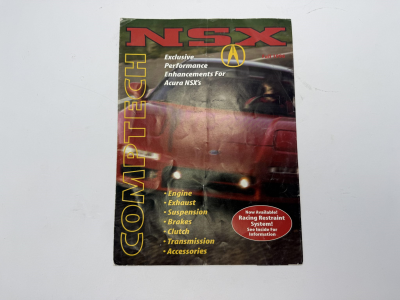 NSX
COMPTECH
Exclusive
Performance
Enhancements For
Acura NSX's
• Engine
• Exhaust
• Suspension
• Brakes
• Clutch
• Transmission
• Accessories
Now Available!
Racing Restraint
System!
See Inside For
Information